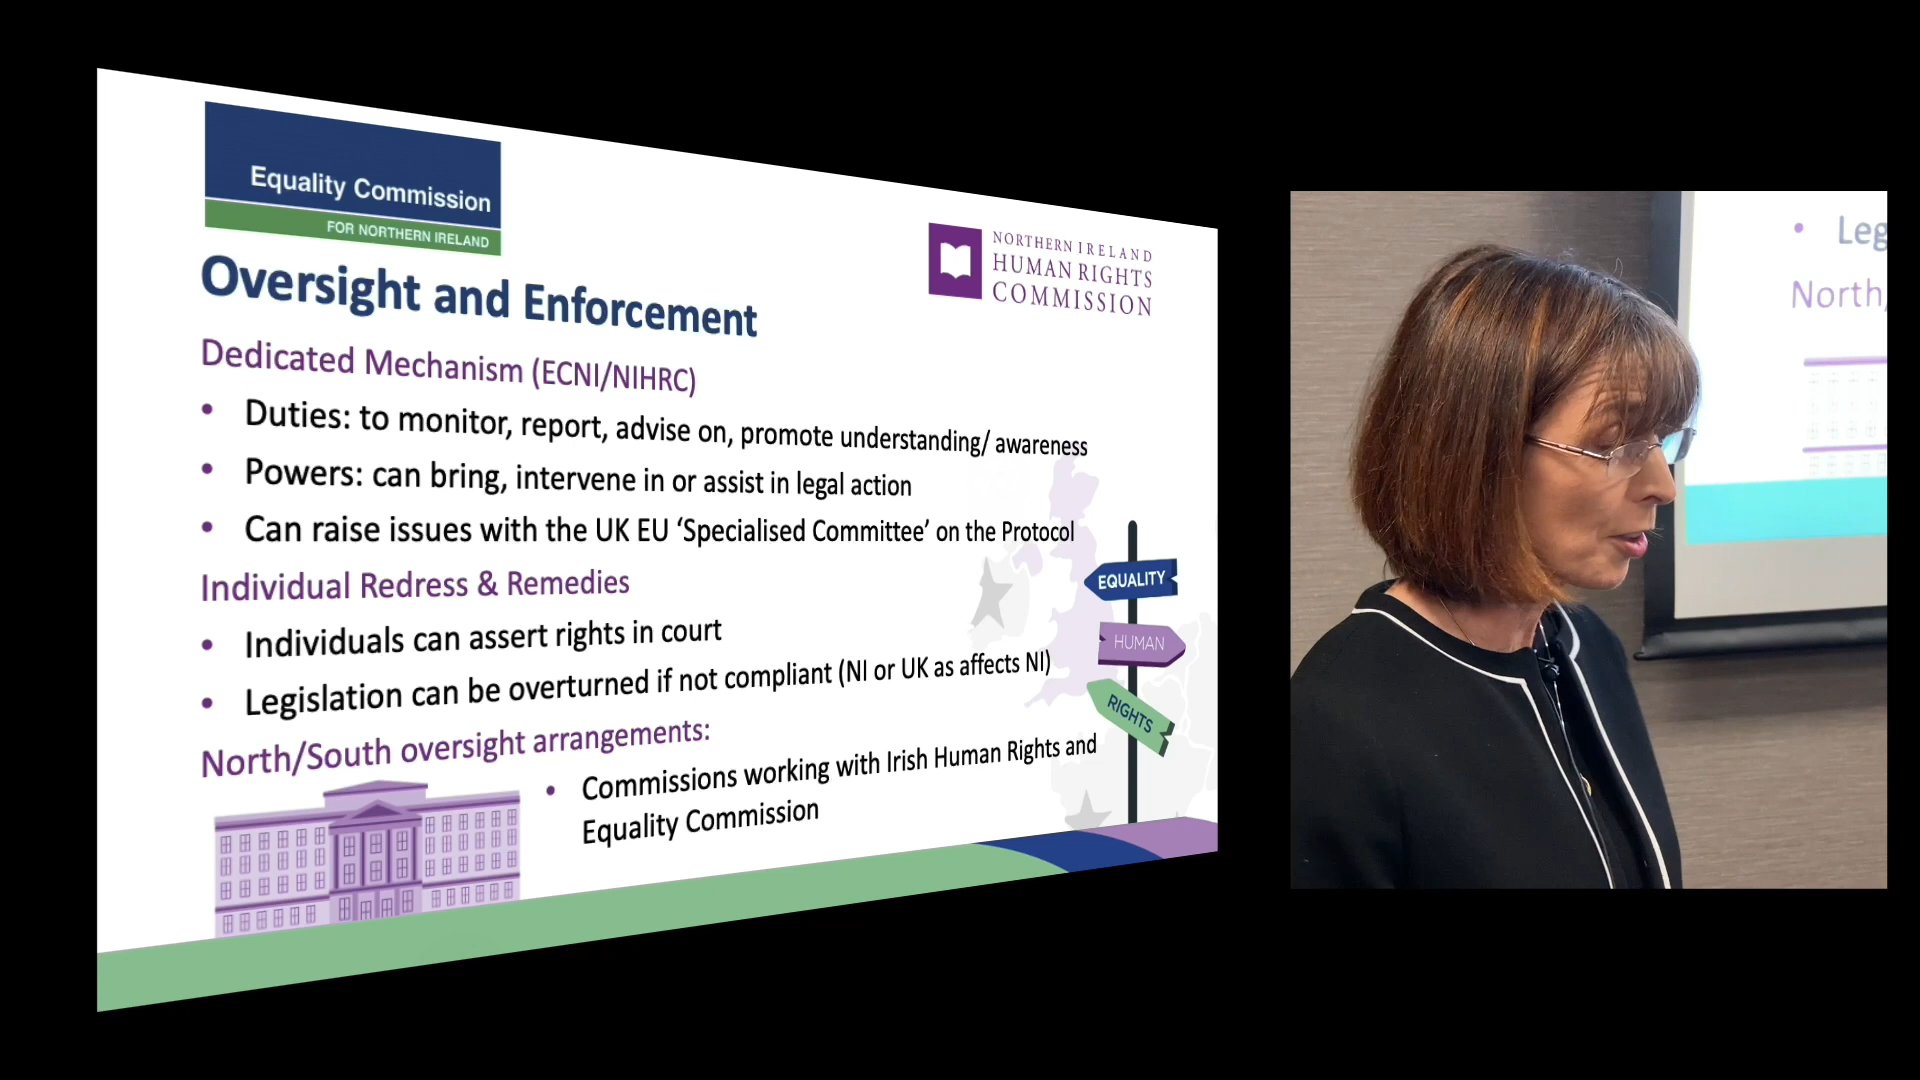 Equality Commission
FOR NORTHERN IRELAND
NORTHERN IRELAND
HUMAN RIGHTS
COMMISSION
Oversight and Enforcement
Dedicated Mechanism (ECNI/NIHRC)
• Duties: to monitor, report, advise on, promote understanding/ awareness
• Powers: can bring, intervene in or assist in legal action
• Can raise issues with the UK EU ‘Specialised Committee’ on the Protocol
Individual Redress & Remedies
• Individuals can assert rights in court
• Legislation can be overturned if not compliant (NI or UK as affects NI)
North/South oversight arrangements:
• Commissions working with Irish Human Rights and
Equality Commission
EQUALITY
HUMAN
RIGHTS
• Leg
North/